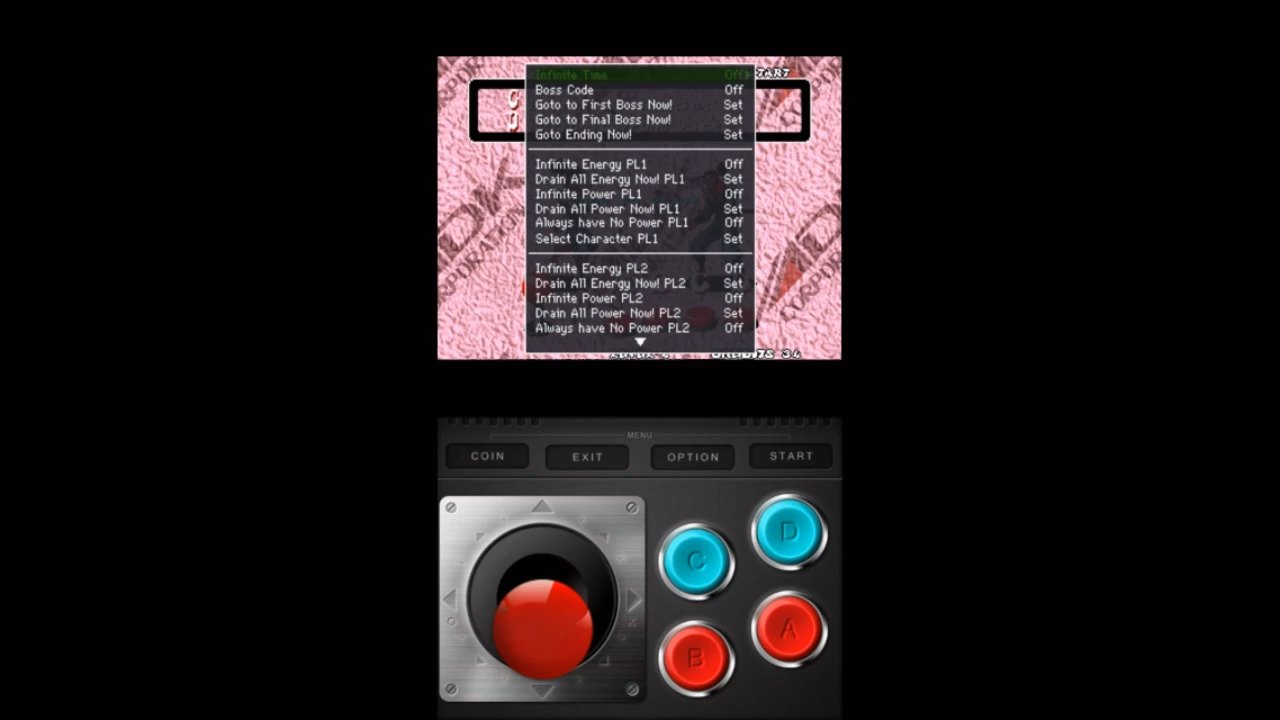 Infinite Time Off TART
Boss Code Off
Goto to First Boss Now! Set
Goto to Final Boss Now! Set
Goto Ending Now! Set
Infinite Energy PL1 Off
Drain All Energy Now! PL1 Set
Infinite Power PL1 Off
Drain All Power Now! PL1 Set
Always have No Power PL1 Off
Select Character PL1 Set
Infinite Energy PL2 Off
Drain All Energy Now! PL2 Set
Infinite Power PL2 Off
Drain All Power Now! PL2 Set
Always have No Power PL2 Off
ADK
CORPORATION
MENU
COIN EXIT OPTION START
D
C
A
B